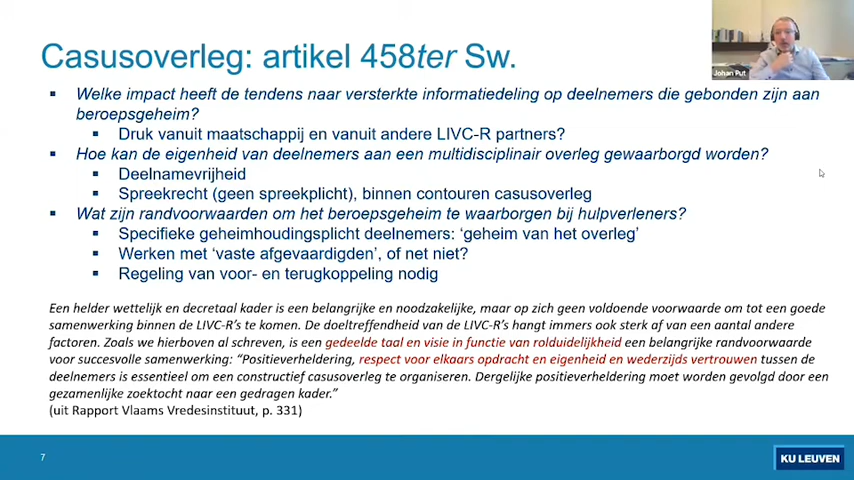 Casusoverleg: artikel 458ter Sw.
Johan Put
Welke impact heeft de tendens naar versterkte informatiedeling op deelnemers die gebonden zijn aan
beroepsgeheim?
Druk vanuit maatschappij en vanuit andere LIVC-R partners?
Hoe kan de eigenheid van deelnemers aan een multidisciplinair overleg gewaarborgd worden?
Deelnamevrijheid
Spreekrecht (geen spreekplicht), binnen contouren casusoverleg
Wat zijn randvoorwaarden om het beroepsgeheim te waarborgen bij hulpverleners?
Specifieke geheimhoudingsplicht deelnemers: ‘geheim van het overleg’
Werken met ‘vaste afgevaardigden’, of net niet?
Regeling van voor- en terugkoppeling nodig
Een helder wettelijk en decretaal kader is een belangrijke en noodzakelijke, maar op zich geen voldoende voorwaarde om tot een goede
samenwerking binnen de LIVC-R’s te komen. De doeltreffendheid van de LIVC-R’s hangt immers ook sterk af van een aantal andere
factoren. Zoals we hierboven al schreven, is een gedeelde taal en visie in functie van rolduidelijkheid een belangrijke randvoorwaarde
voor succesvolle samenwerking: “Positieverheldering, respect voor elkaars opdracht en eigenheid en wederzijds vertrouwen tussen de
deelnemers is essentieel om een constructief casusoverleg te organiseren. Dergelijke positieverheldering moet worden gevolgd door een
gezamenlijke zoektocht naar een gedragen kader.”
(uit Rapport Vlaams Vredesinstituut, p. 331)
7
KU LEUVEN